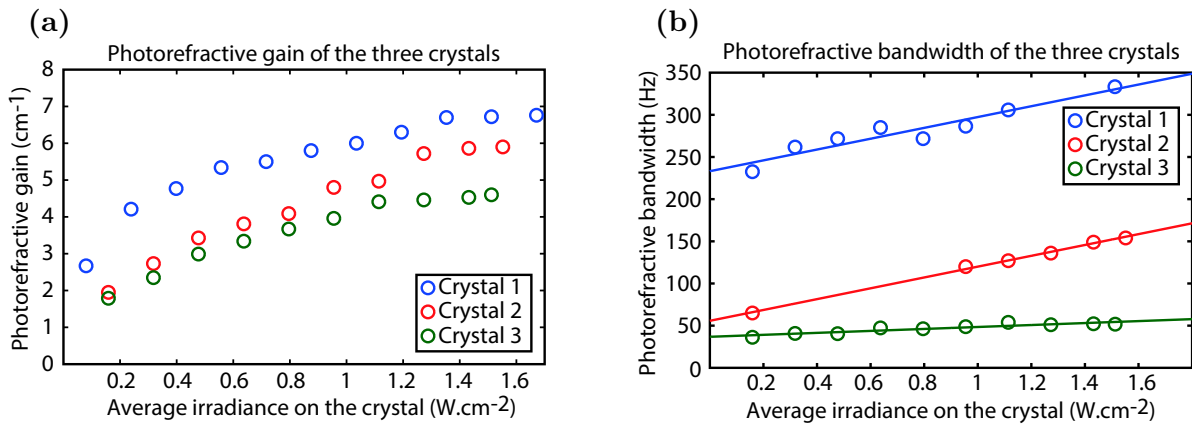 (a)
Photorefractive gain of the three crystals
Photorefractive gain (cm-1)
8
7
6
5
4
3
2
1
0
Crystal 1
Crystal 2
Crystal 3
0.2 0.4 0.6 0.8 1 1.2 1.4 1.6
Average irradiance on the crystal (W.cm-2)
(b)
Photorefractive bandwidth of the three crystals
Photorefractive bandwidth (Hz)
350
300
250
200
150
100
50
0
Crystal 1
Crystal 2
Crystal 3
0.2 0.4 0.6 0.8 1 1.2 1.4 1.6
Average irradiance on the crystal (W.cm-2)